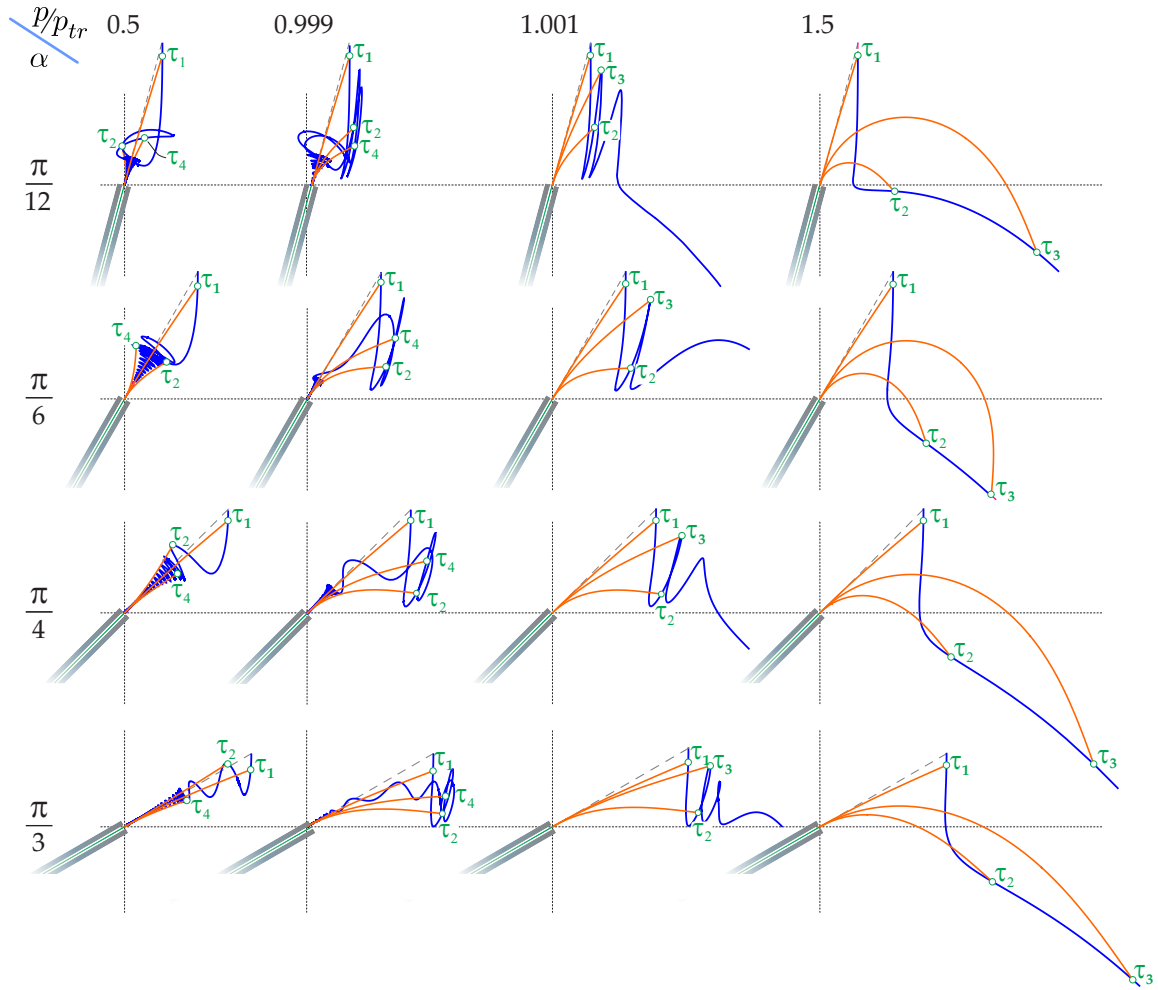 p/p_tr 0.5 0.999 1.001 1.5
α
τ₁ τ₁ τ₁ τ₁
τ₃
τ₂ τ₂ τ₂
τ₄ τ₄
π/12
τ₂
τ₃
τ₁ τ₁ τ₁ τ₁
τ₃
τ₄ τ₄
τ₂ τ₂ τ₂
π/6
τ₂
τ₃
τ₁ τ₁ τ₁ τ₁
τ₂ τ₃
τ₄ τ₄
τ₂ τ₂
π/4
τ₂
τ₃
τ₂ τ₁ τ₁ τ₁ τ₃ τ₁
τ₄ τ₄
τ₂ τ₂
π/3
τ₂
τ₃